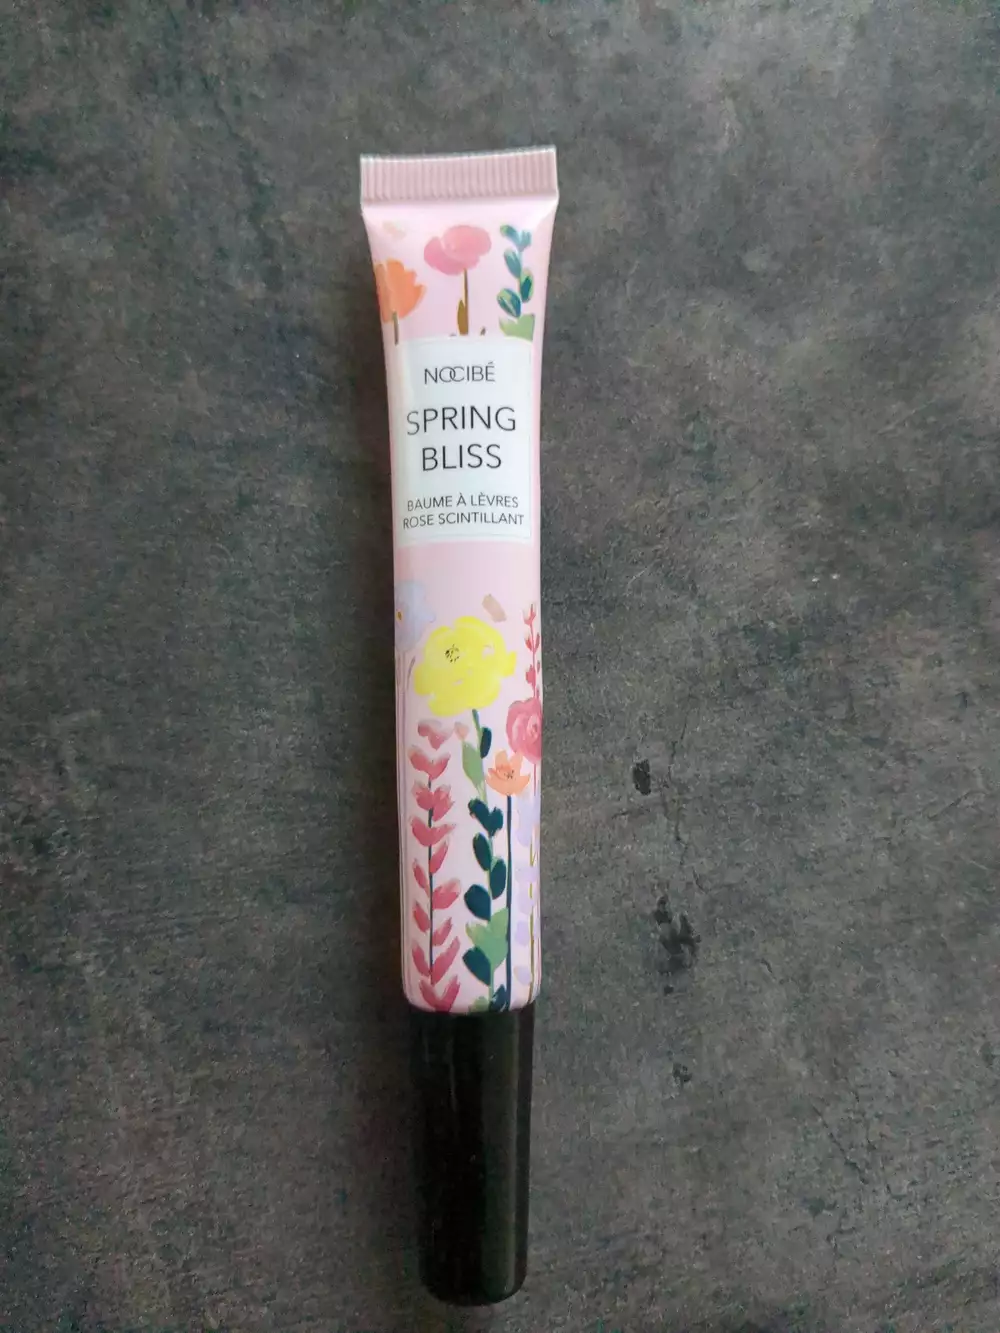 NOCIBÉ
SPRING
BLISS
BAUME À LÈVRES
ROSE SCINTILLANT